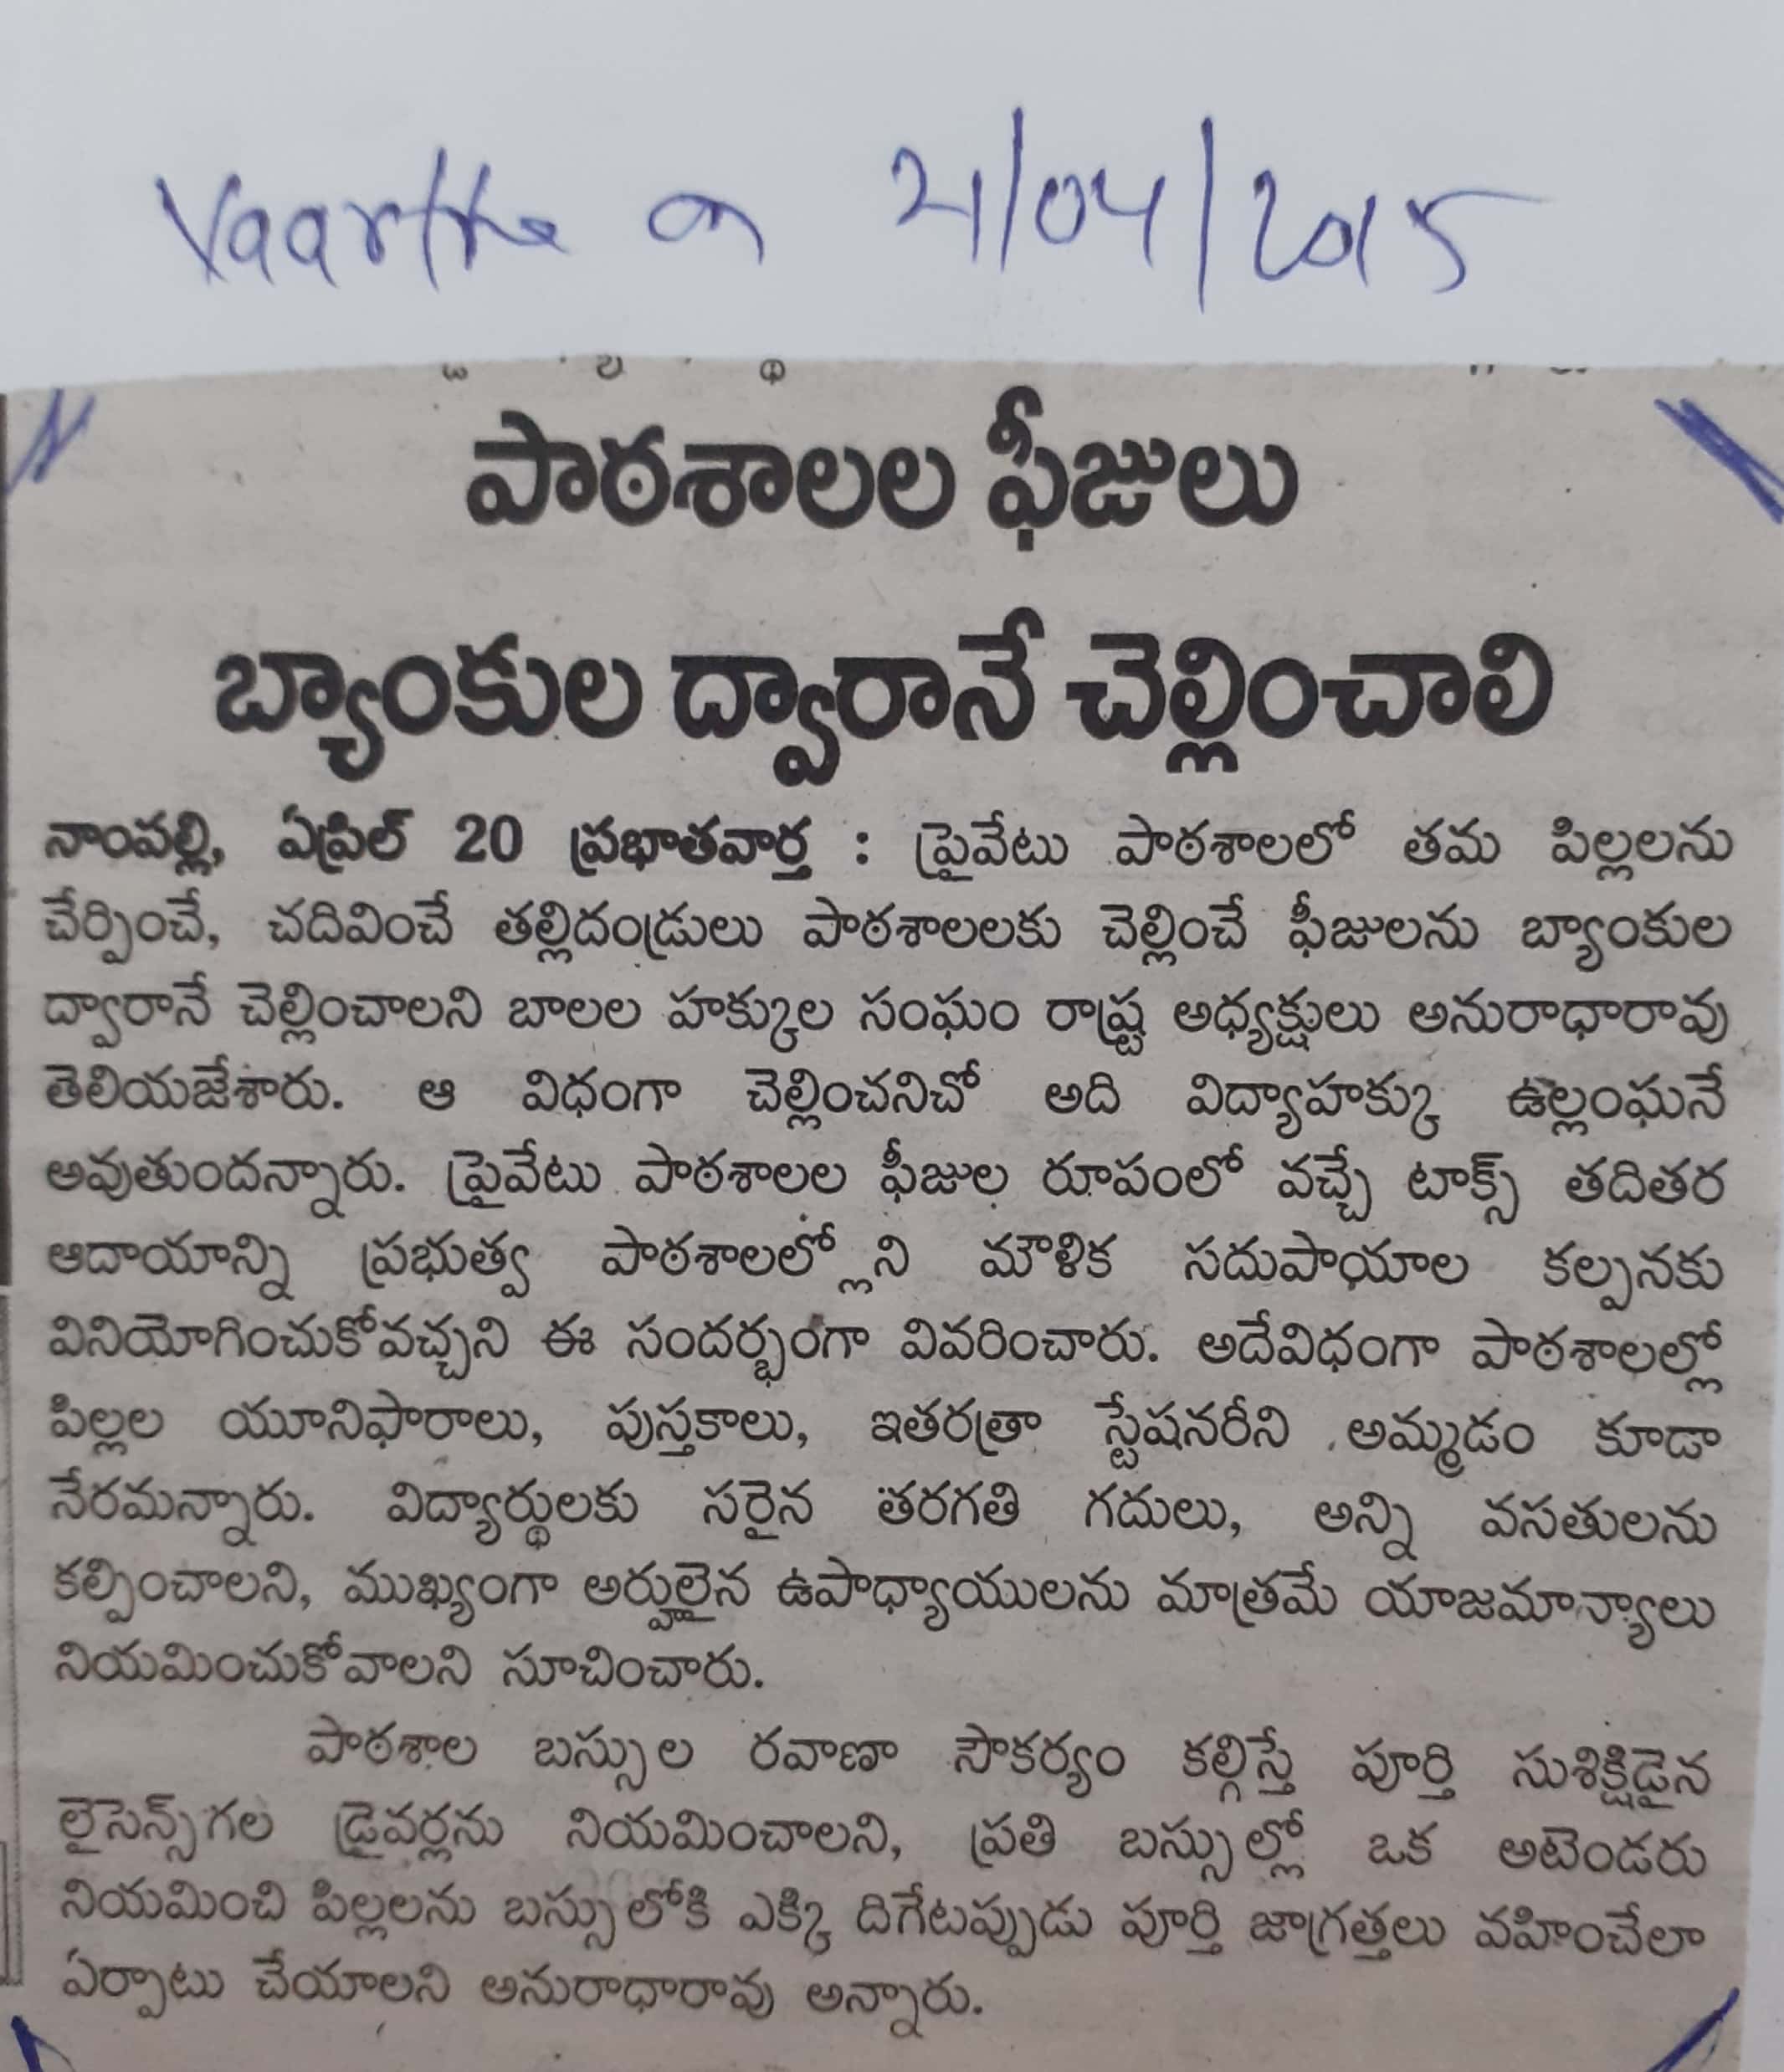 Vaartha on 21/04/2015
పాఠశాలల ఫీజులు
బ్యాంకుల ద్వారానే చెల్లించాలి
నాంపల్లి, ఏప్రిల్ 20 ప్రభాతవార్త : ప్రైవేటు పాఠశాలలో తమ పిల్లలను
చేర్పించే, చదివించే తల్లిదండ్రులు పాఠశాలలకు చెల్లించే ఫీజులను బ్యాంకుల
ద్వారానే చెల్లించాలని బాలల హక్కుల సంఘం రాష్ట్ర అధ్యక్షులు అనురాధారావు
తెలియజేశారు. ఆ విధంగా చెల్లించనిచో అది విద్యాహక్కు ఉల్లంఘనే
అవుతుందన్నారు. ప్రైవేటు పాఠశాలల ఫీజుల రూపంలో వచ్చే టాక్స్ తదితర
ఆదాయాన్ని ప్రభుత్వ పాఠశాలల్లోని మౌళిక సదుపాయాల కల్పనకు
వినియోగించుకోవచ్చని ఈ సందర్భంగా వివరించారు. అదేవిధంగా పాఠశాలల్లో
పిల్లల యూనిఫారాలు, పుస్తకాలు, ఇతరత్రా స్టేషనరీని అమ్మడం కూడా
నేరమన్నారు. విద్యార్థులకు సరైన తరగతి గదులు, అన్ని వసతులను
కల్పించాలని, ముఖ్యంగా అర్హులైన ఉపాధ్యాయులను మాత్రమే యాజమాన్యాలు
నియమించుకోవాలని సూచించారు.
పాఠశాల బస్సుల రవాణా సౌకర్యం కల్గిస్తే పూర్తి సుశిక్షిడైన
లైసెన్స్‌గల డ్రైవర్లను నియమించాలని, ప్రతి బస్సుల్లో ఒక అటెండరు
నియమించి పిల్లలను బస్సులోకి ఎక్కి దిగేటప్పుడు పూర్తి జాగ్రత్తలు వహించేలా
ఏర్పాటు చేయాలని అనురాధారావు అన్నారు.